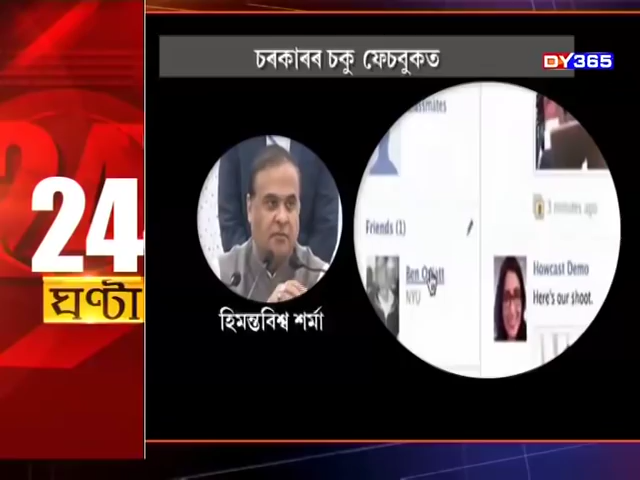 চৰকাৰৰ চকু ফেচবুকত
DY365
24
ঘণ্টা
হিমন্তবিশ্ব শৰ্মা
Friends (1)
Ben
NYU
3 minutes ago
Howcast Demo
Here's our shoot.